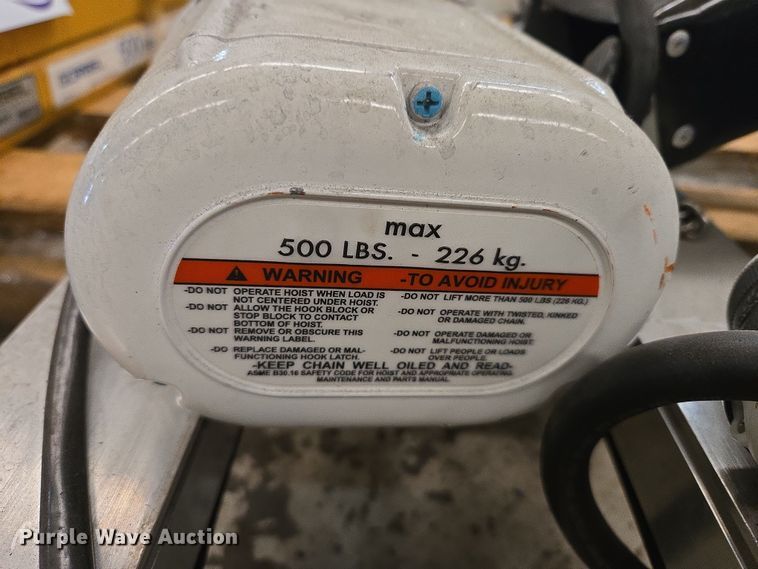 max
500 LBS. - 226 kg.
WARNING -TO AVOID INJURY
-DO NOT OPERATE HOIST WHEN LOAD IS
NOT CENTERED UNDER HOIST.
-DO NOT ALLOW THE HOOK BLOCK OR
STOP BLOCK TO CONTACT
BOTTOM OF HOIST.
-DO NOT REMOVE OR OBSCURE THIS
WARNING LABEL.
-DO REPLACE DAMAGED OR MAL-
FUNCTIONING HOOK LATCH.
-DO NOT LIFT MORE THAN 500 LBS (226 KG.)
-DO NOT OPERATE WITH TWISTED, KINKED
OR DAMAGED CHAIN.
-DO NOT OPERATE DAMAGED OR
MALFUNCTIONING HOIST.
-DO NOT LIFT PEOPLE OR LOADS
OVER PEOPLE.
-KEEP CHAIN WELL OILED AND READ-
ASME B30.16 SAFETY CODE FOR HOIST AND APPROPRIATE OPERATING
MAINTENANCE AND PARTS MANUAL.
Purple Wave Auction